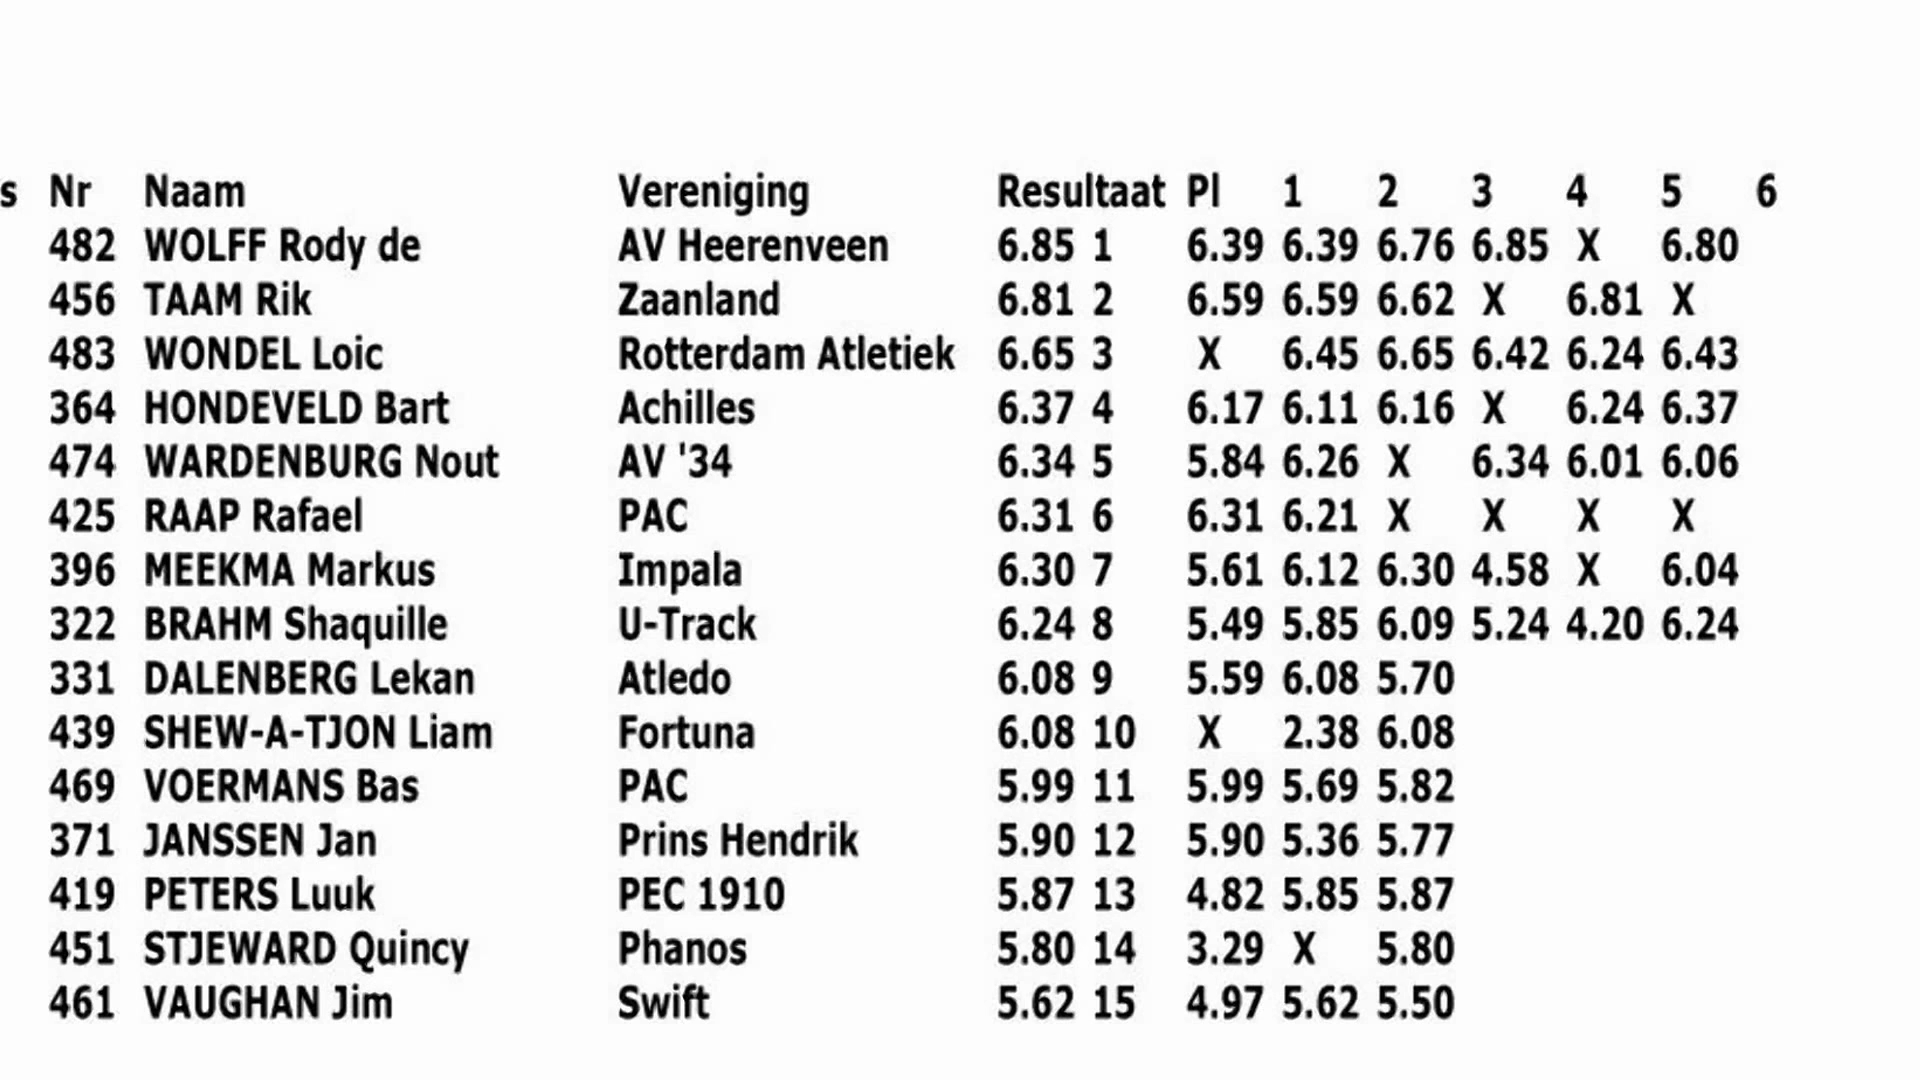 s Nr Naam Vereniging Resultaat Pl 1 2 3 4 5 6
482 WOLFF Rody de AV Heerenveen 6.85 1 6.39 6.39 6.76 6.85 X 6.80
456 TAAM Rik Zaanland 6.81 2 6.59 6.59 6.62 X 6.81 X
483 WONDEL Loic Rotterdam Atletiek 6.65 3 X 6.45 6.65 6.42 6.24 6.43
364 HONDEVELD Bart Achilles 6.37 4 6.17 6.11 6.16 X 6.24 6.37
474 WARDENBURG Nout AV '34 6.34 5 5.84 6.26 X 6.34 6.01 6.06
425 RAAP Rafael PAC 6.31 6 6.31 6.21 X X X X
396 MEEKMA Markus Impala 6.30 7 5.61 6.12 6.30 4.58 X 6.04
322 BRAHM Shaquille U-Track 6.24 8 5.49 5.85 6.09 5.24 4.20 6.24
331 DALENBERG Lekan Atledo 6.08 9 5.59 6.08 5.70
439 SHEW-A-TJON Liam Fortuna 6.08 10 X 2.38 6.08
469 VOERMANS Bas PAC 5.99 11 5.99 5.69 5.82
371 JANSSEN Jan Prins Hendrik 5.90 12 5.90 5.36 5.77
419 PETERS Luuk PEC 1910 5.87 13 4.82 5.85 5.87
451 STJEWARD Quincy Phanos 5.80 14 3.29 X 5.80
461 VAUGHAN Jim Swift 5.62 15 4.97 5.62 5.50